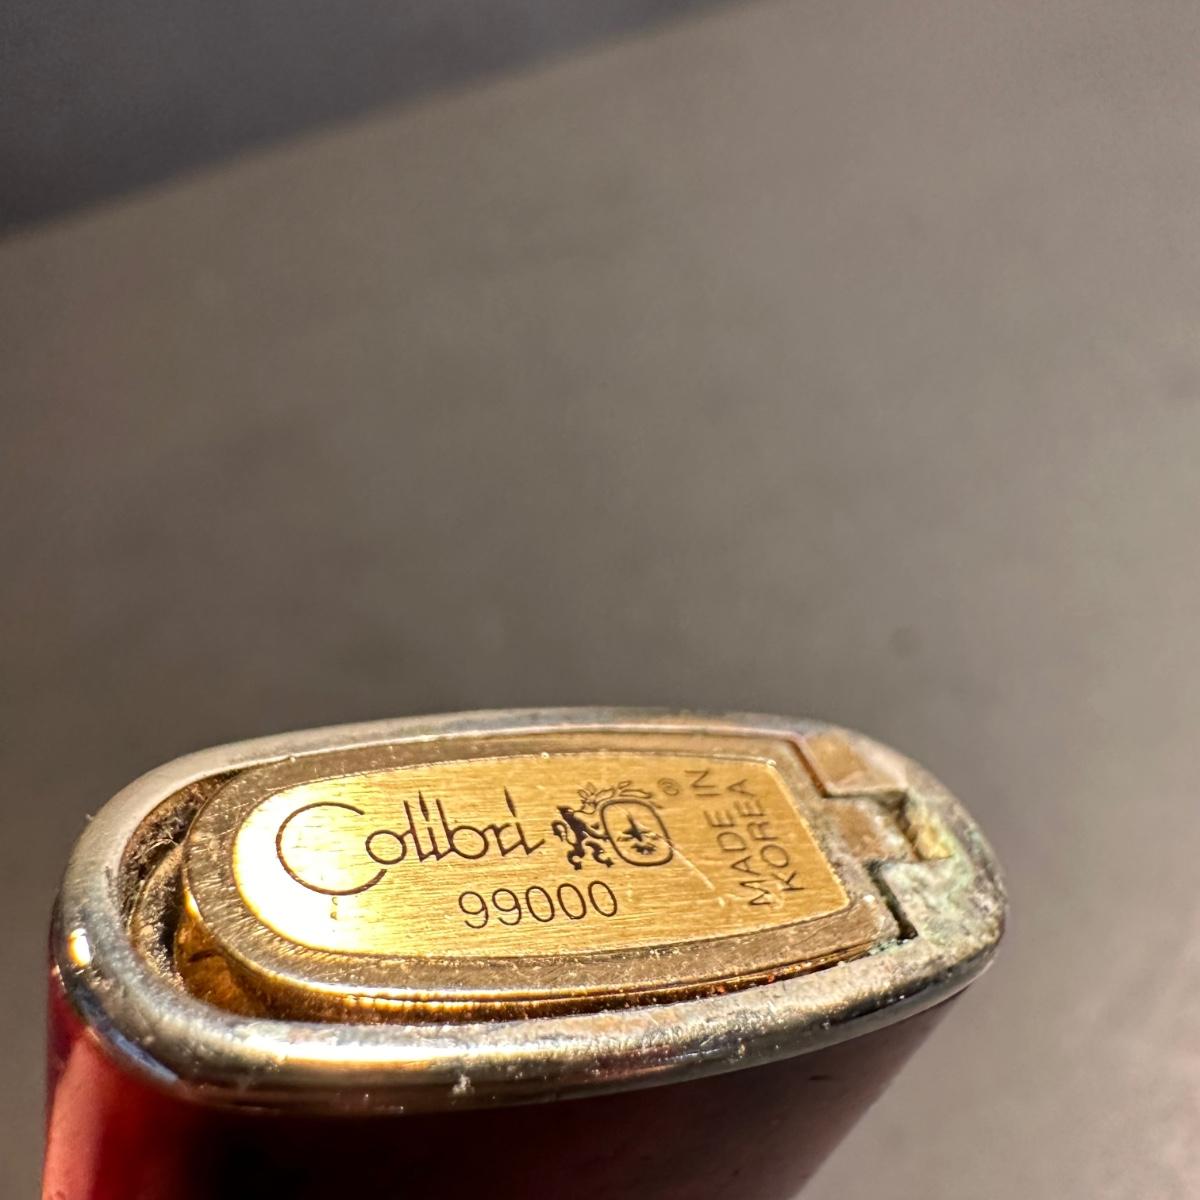 Colibri ®
99000
MADE IN
KOREA